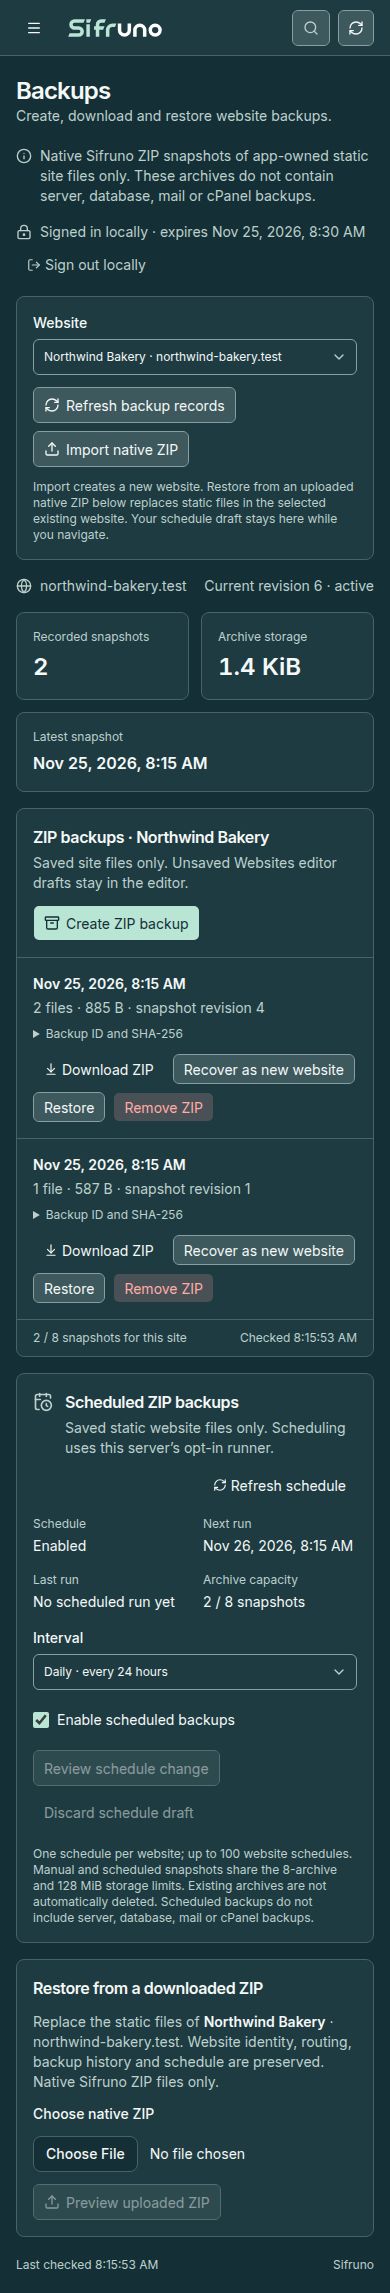 Sifruno
Backups
Create, download and restore website backups.
Native Sifruno ZIP snapshots of app-owned static
site files only. These archives do not contain
server, database, mail or cPanel backups.
Signed in locally · expires Nov 25, 2026, 8:30 AM
Sign out locally
Website
Northwind Bakery · northwind-bakery.test
Refresh backup records
Import native ZIP
Import creates a new website. Restore from an uploaded
native ZIP below replaces static files in the selected
existing website. Your schedule draft stays here while
you navigate.
northwind-bakery.test Current revision 6 · active
Recorded snapshots
2
Archive storage
1.4 KiB
Latest snapshot
Nov 25, 2026, 8:15 AM
ZIP backups · Northwind Bakery
Saved site files only. Unsaved Websites editor
drafts stay in the editor.
Create ZIP backup
Nov 25, 2026, 8:15 AM
2 files · 885 B · snapshot revision 4
Backup ID and SHA-256
Download ZIP Recover as new website
Restore Remove ZIP
Nov 25, 2026, 8:15 AM
1 file · 587 B · snapshot revision 1
Backup ID and SHA-256
Download ZIP Recover as new website
Restore Remove ZIP
2 / 8 snapshots for this site Checked 8:15:53 AM
Scheduled ZIP backups
Saved static website files only. Scheduling
uses this server’s opt-in runner.
Refresh schedule
Schedule
Enabled
Next run
Nov 26, 2026, 8:15 AM
Last run
No scheduled run yet
Archive capacity
2 / 8 snapshots
Interval
Daily · every 24 hours
Enable scheduled backups
Review schedule change
Discard schedule draft
One schedule per website; up to 100 website schedules.
Manual and scheduled snapshots share the 8-archive
and 128 MiB storage limits. Existing archives are not
automatically deleted. Scheduled backups do not
include server, database, mail or cPanel backups.
Restore from a downloaded ZIP
Replace the static files of Northwind Bakery ·
northwind-bakery.test. Website identity, routing,
backup history and schedule are preserved.
Native Sifruno ZIP files only.
Choose native ZIP
Choose File No file chosen
Preview uploaded ZIP
Last checked 8:15:53 AM Sifruno